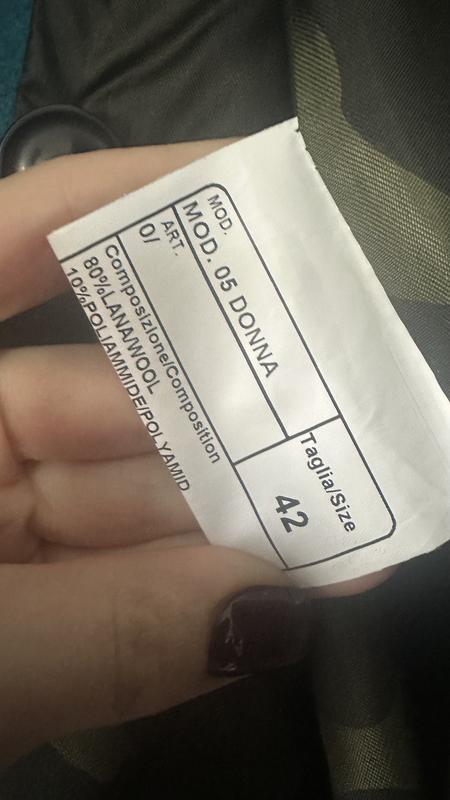 MOD.
MOD. 05 DONNA
Taglia/Size
42
ART.
0/
Composizione/Composition
80%LANA/WOOL
10%POLIAMMIDE/POLYAMID